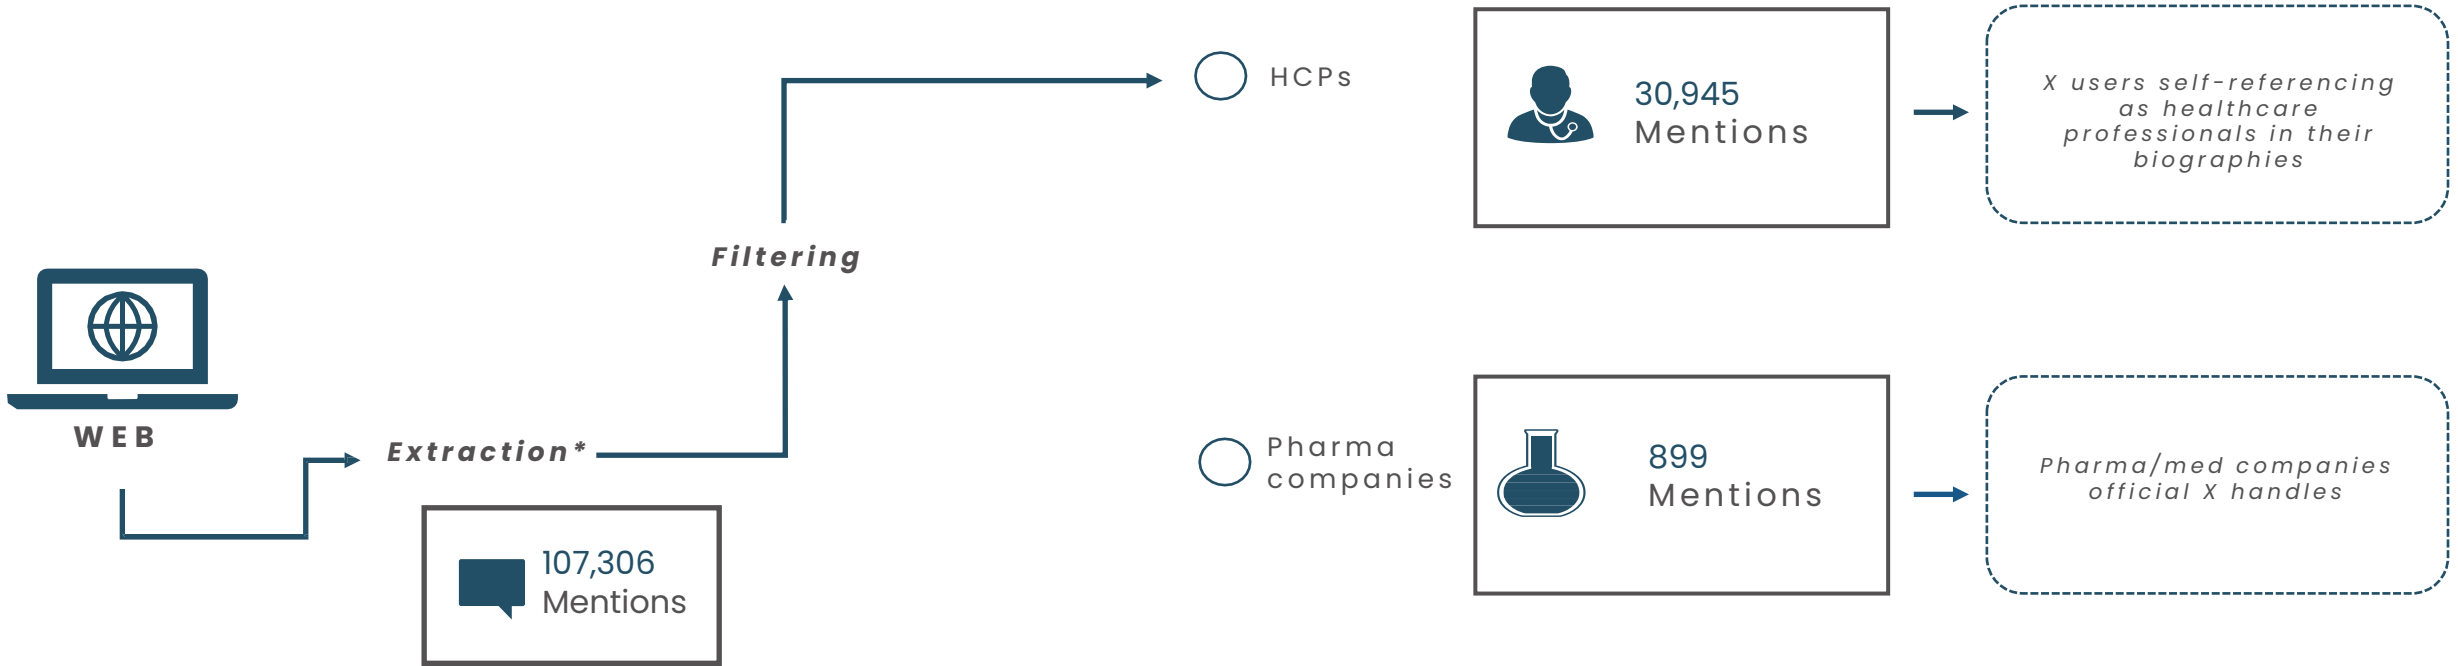 WEB
Extraction*
107,306
Mentions
Filtering
HCPs
30,945
Mentions
X users self-referencing
as healthcare
professionals in their
biographies
Pharma
companies
899
Mentions
Pharma/med companies
official X handles